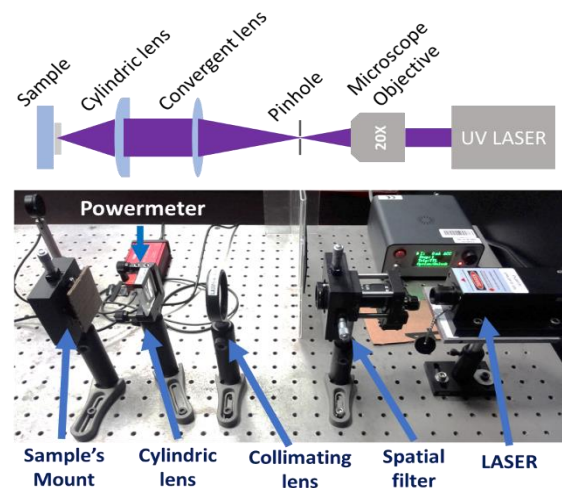 Sample
Cylindric lens
Convergent lens
Pinhole
Microscope
Objective
20X
UV LASER
Powermeter
Sample's
Mount
Cylindric
lens
Collimating
lens
Spatial
filter
LASER